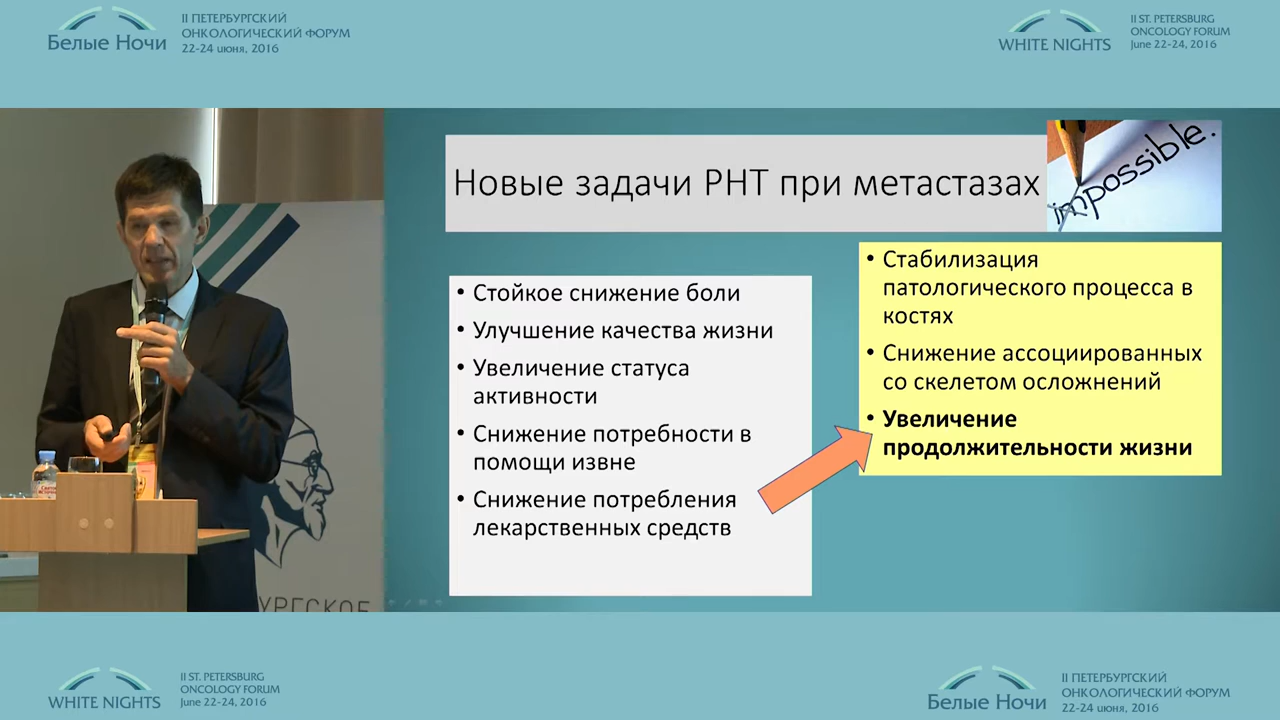 II ПЕТЕРБУРГСКИЙ
ОНКОЛОГИЧЕСКИЙ ФОРУМ
22-24 июня, 2016
Белые Ночи
II ST. PETERSBURG
ONCOLOGY FORUM
June 22-24, 2016
WHITE NIGHTS
Новые задачи РНТ при метастазах
impossible.
• Стойкое снижение боли
• Улучшение качества жизни
• Увеличение статуса
активности
• Снижение потребности в
помощи извне
• Снижение потребления
лекарственных средств
• Стабилизация
патологического процесса в
костях
• Снижение ассоциированных
со скелетом осложнений
• Увеличение
продолжительности жизни
II ST. PETERSBURG
ONCOLOGY FORUM
June 22-24, 2016
WHITE NIGHTS
II ПЕТЕРБУРГСКИЙ
ОНКОЛОГИЧЕСКИЙ ФОРУМ
22-24 июня, 2016
Белые Ночи